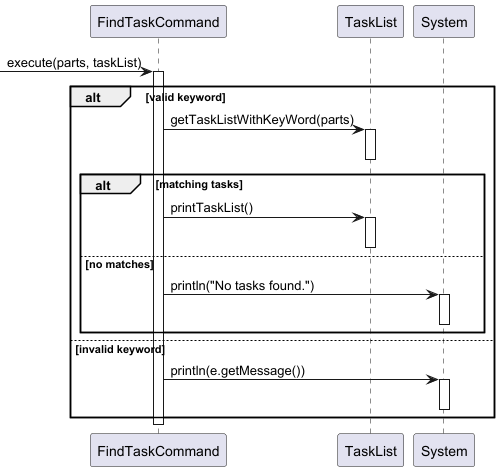 FindTaskCommand TaskList System
execute(parts, taskList)
alt [valid keyword]
getTaskListWithKeyWord(parts)
alt [matching tasks]
printTaskList()
[no matches]
println("No tasks found.")
[invalid keyword]
println(e.getMessage())
FindTaskCommand TaskList System